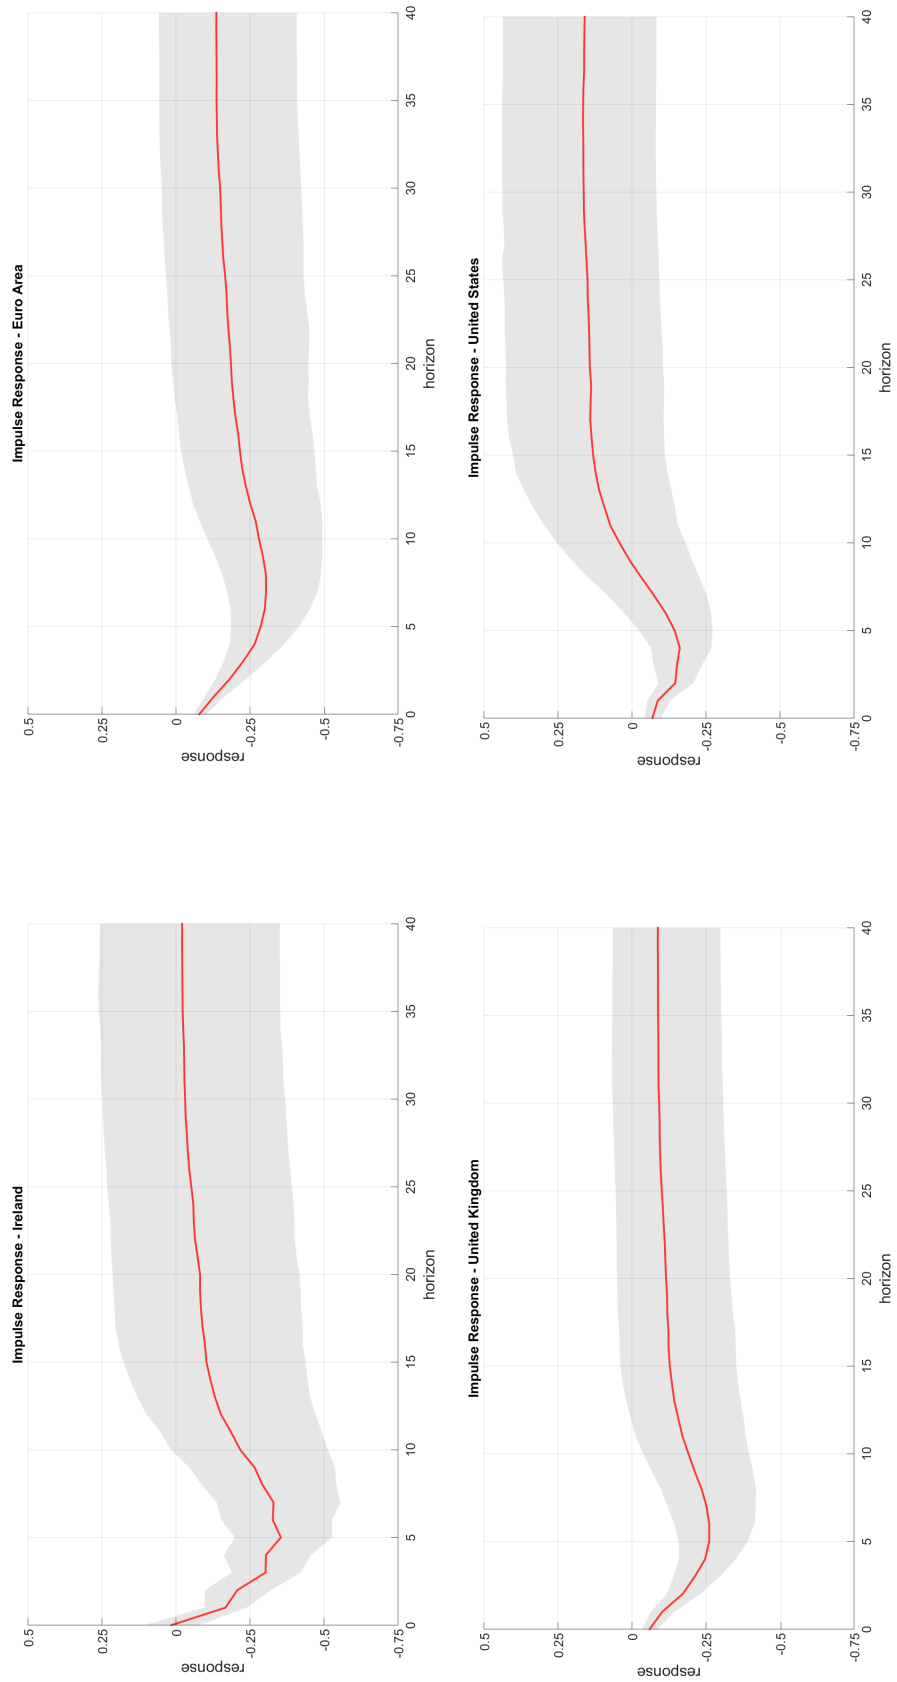 Impulse Response - Ireland
0.5
0.25
0
-0.25
-0.5
-0.75
response
0 5 10 15 20 25 30 35 40
horizon
Impulse Response - Euro Area
0.5
0.25
0
-0.25
-0.5
-0.75
response
0 5 10 15 20 25 30 35 40
horizon
Impulse Response - United Kingdom
0.5
0.25
0
-0.25
-0.5
-0.75
response
0 5 10 15 20 25 30 35 40
horizon
Impulse Response - United States
0.5
0.25
0
-0.25
-0.5
-0.75
response
0 5 10 15 20 25 30 35 40
horizon